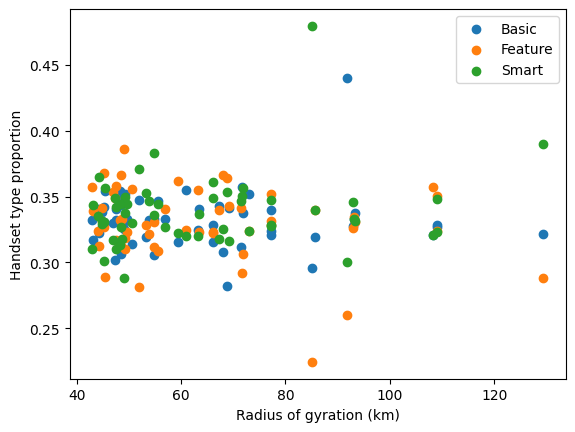 Basic
Feature
Smart
0.45
0.40
0.35
0.30
0.25
Handset type proportion
40
60
80
100
120
Radius of gyration (km)